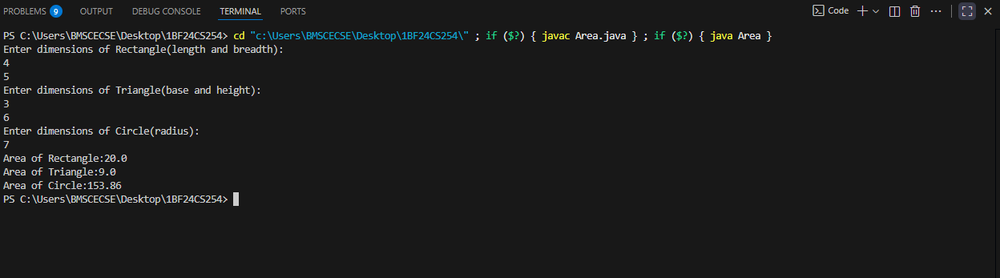 PROBLEMS 9 OUTPUT DEBUG CONSOLE TERMINAL PORTS Code
PS C:\Users\BMSCECSE\Desktop\1BF24CS254> cd "c:\Users\BMSCECSE\Desktop\1BF24CS254\" ; if ($?) { javac Area.java } ; if ($?) { java Area }
Enter dimensions of Rectangle(length and breadth):
4
5
Enter dimensions of Triangle(base and height):
3
6
Enter dimensions of Circle(radius):
7
Area of Rectangle:20.0
Area of Triangle:9.0
Area of Circle:153.86
PS C:\Users\BMSCECSE\Desktop\1BF24CS254>